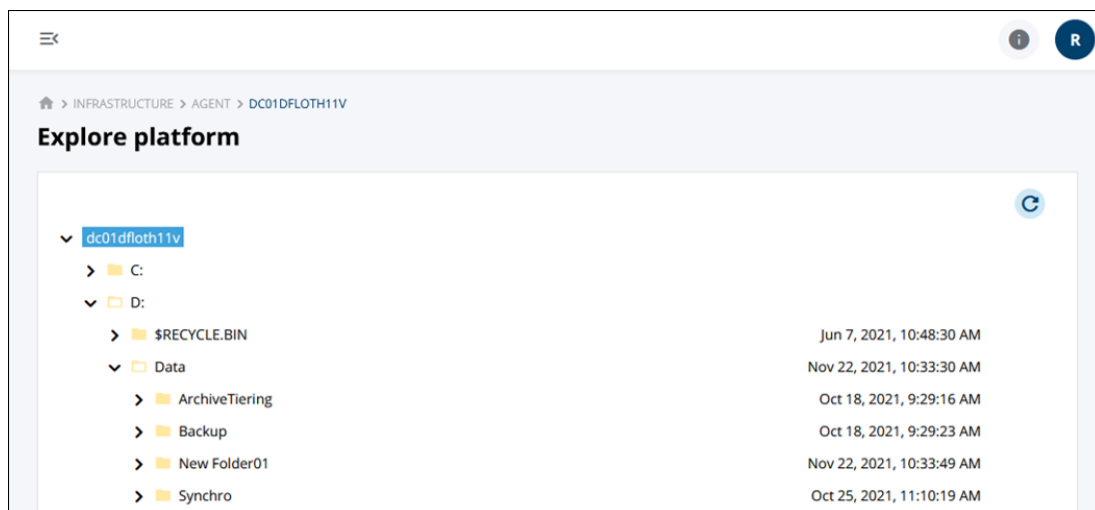 R
> INFRASTRUCTURE > AGENT > DC01DFLOTH11V
Explore platform
dc01dfloth11v
C:
D:
$RECYCLE.BIN Jun 7, 2021, 10:48:30 AM
Data Nov 22, 2021, 10:33:30 AM
ArchiveTiering Oct 18, 2021, 9:29:16 AM
Backup Oct 18, 2021, 9:29:23 AM
New Folder01 Nov 22, 2021, 10:33:49 AM
Synchro Oct 25, 2021, 11:10:19 AM